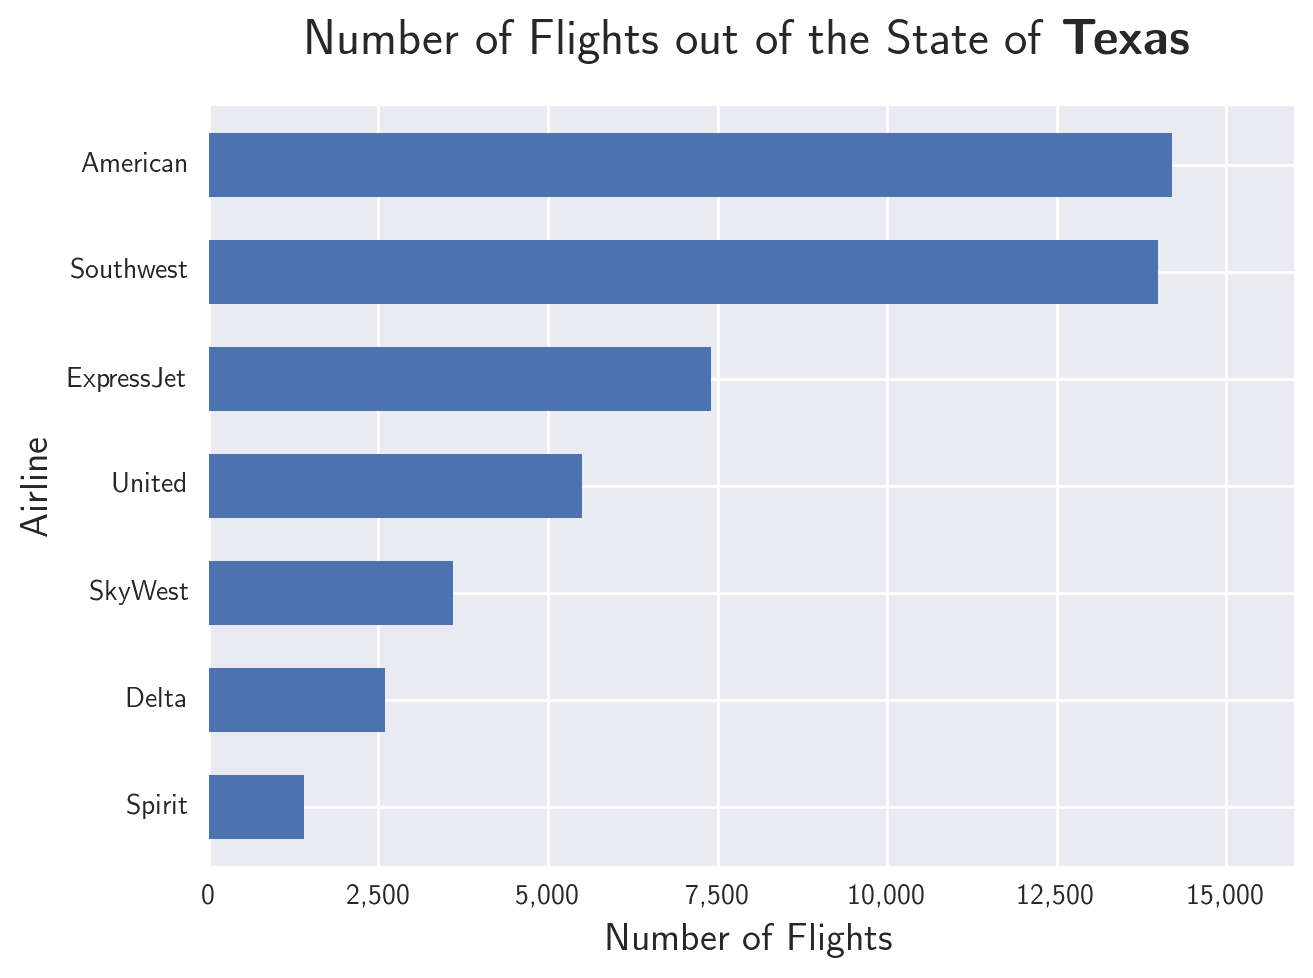 Number of Flights out of the State of Texas
American
Southwest
ExpressJet
United
SkyWest
Delta
Spirit
Airline
0 2,500 5,000 7,500 10,000 12,500 15,000
Number of Flights